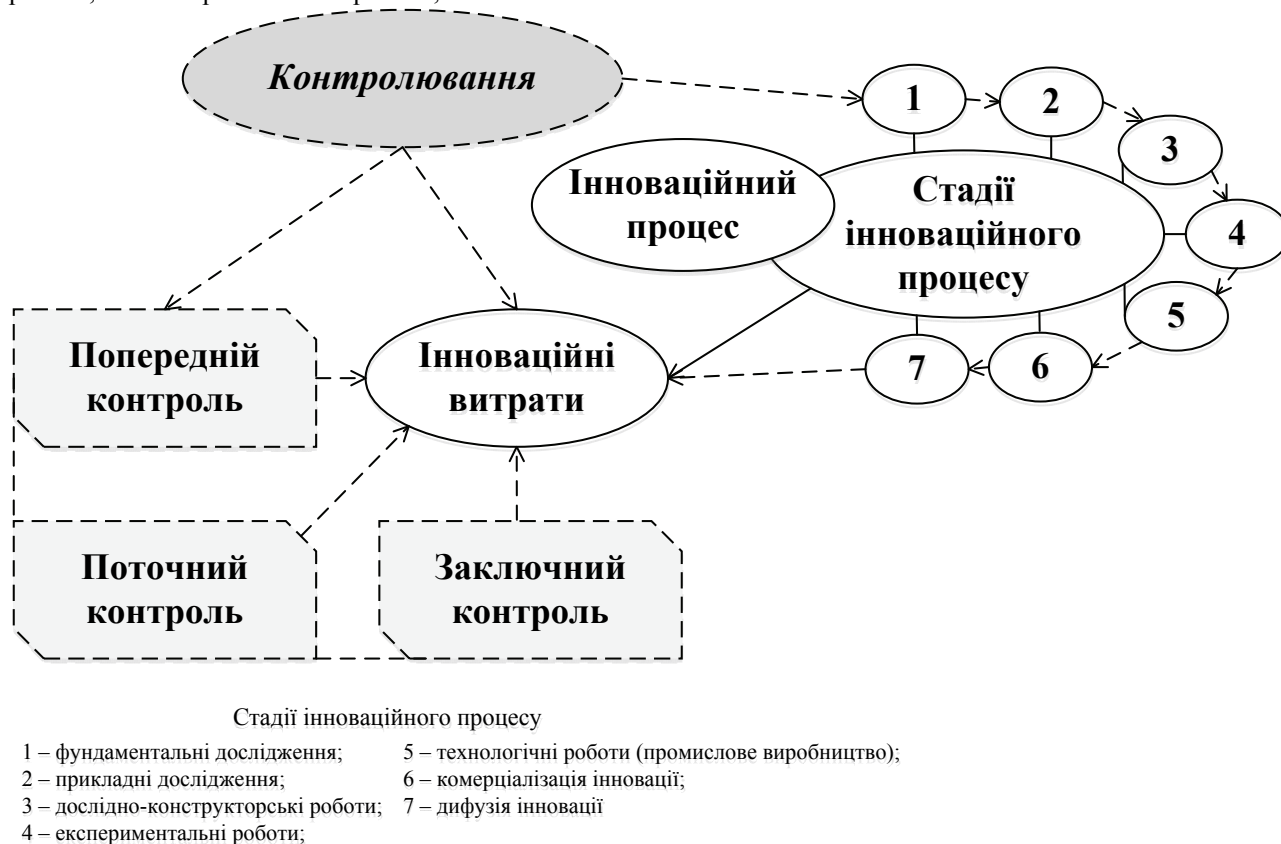 Контролювання
1
2
3
4
5
6
7
Інноваційний
процес
Стадії
інноваційного
процесу
Попередній
контроль
Інноваційні
витрати
Поточний
контроль
Заключний
контроль
Стадії інноваційного процесу
1 – фундаментальні дослідження;
2 – прикладні дослідження;
3 – дослідно-конструкторські роботи;
4 – експериментальні роботи;
5 – технологічні роботи (промислове виробництво);
6 – комерціалізація інновації;
7 – дифузія інновації